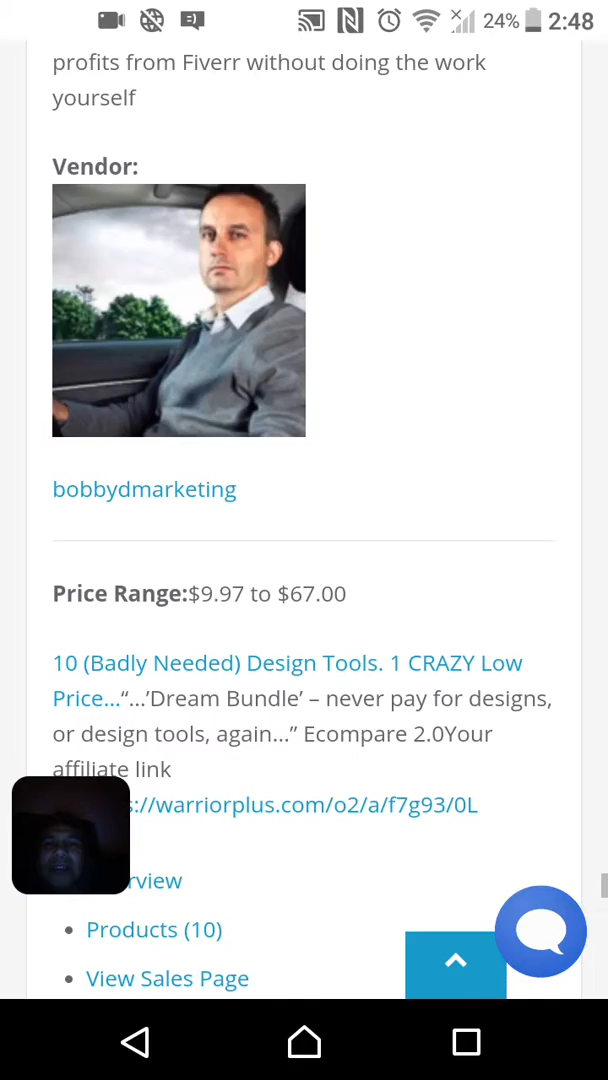 24% 2:48
profits from Fiverr without doing the work
yourself
Vendor:
bobbydmarketing
Price Range:$9.97 to $67.00
10 (Badly Needed) Design Tools. 1 CRAZY Low
Price…“…’Dream Bundle’ – never pay for designs,
or design tools, again…” Ecompare 2.0Your
affiliate link
s://warriorplus.com/o2/a/f7g93/0L
rview
• Products (10)
• View Sales Page